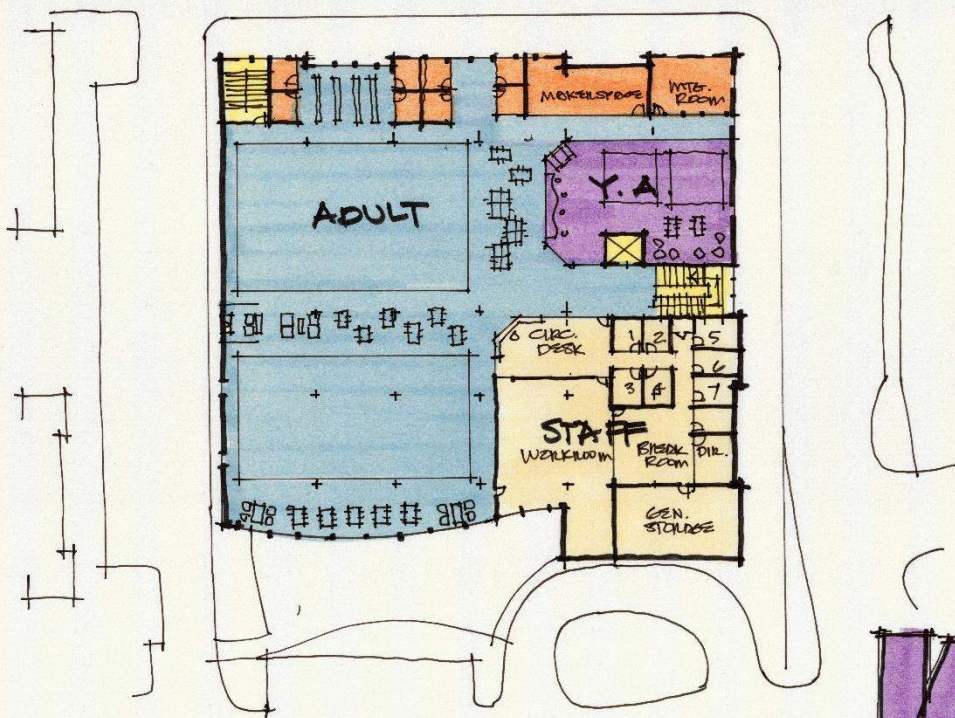 MAKERSPACE
MTG.
ROOM
Y.A.
ADULT
CIRC.
DESK
1
2
5
6
3
4
7
STAFF
WORKROOM
BREAK
ROOM
DIR.
GEN.
STORAGE